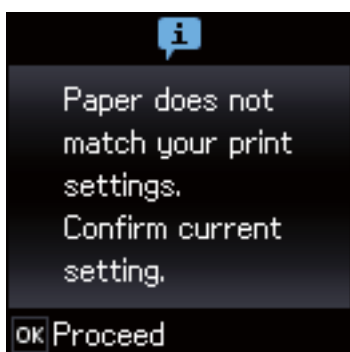 i
Paper does not
match your print
settings.
Confirm current
setting.
OK Proceed